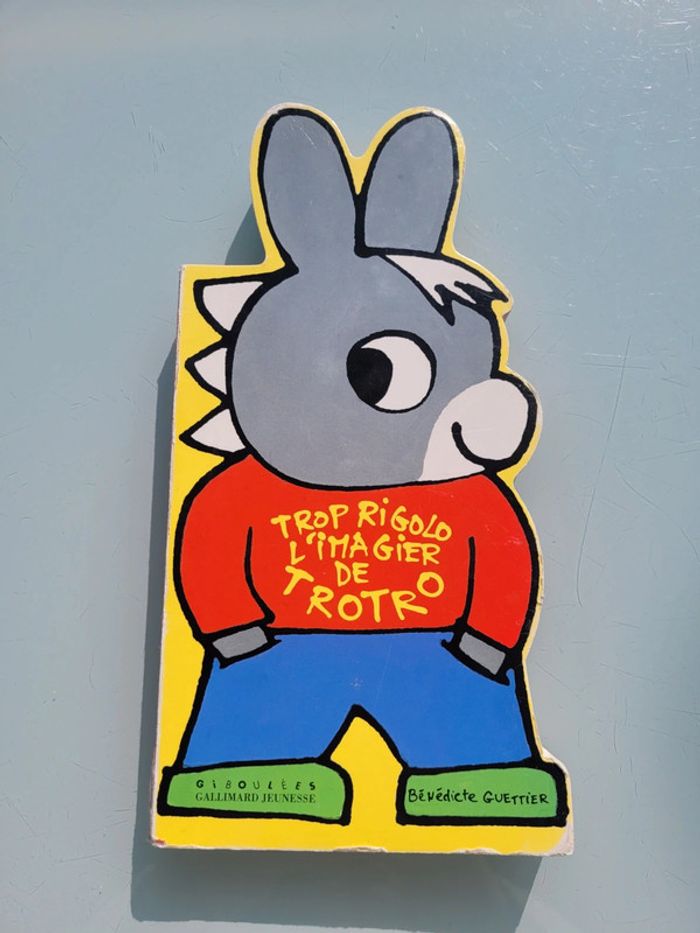 TROP RiGOLO
L'iMAGiER
DE
TROTRO
GiBOULÉES
GALLIMARD JEUNESSE
BéNédicte GUETTIER